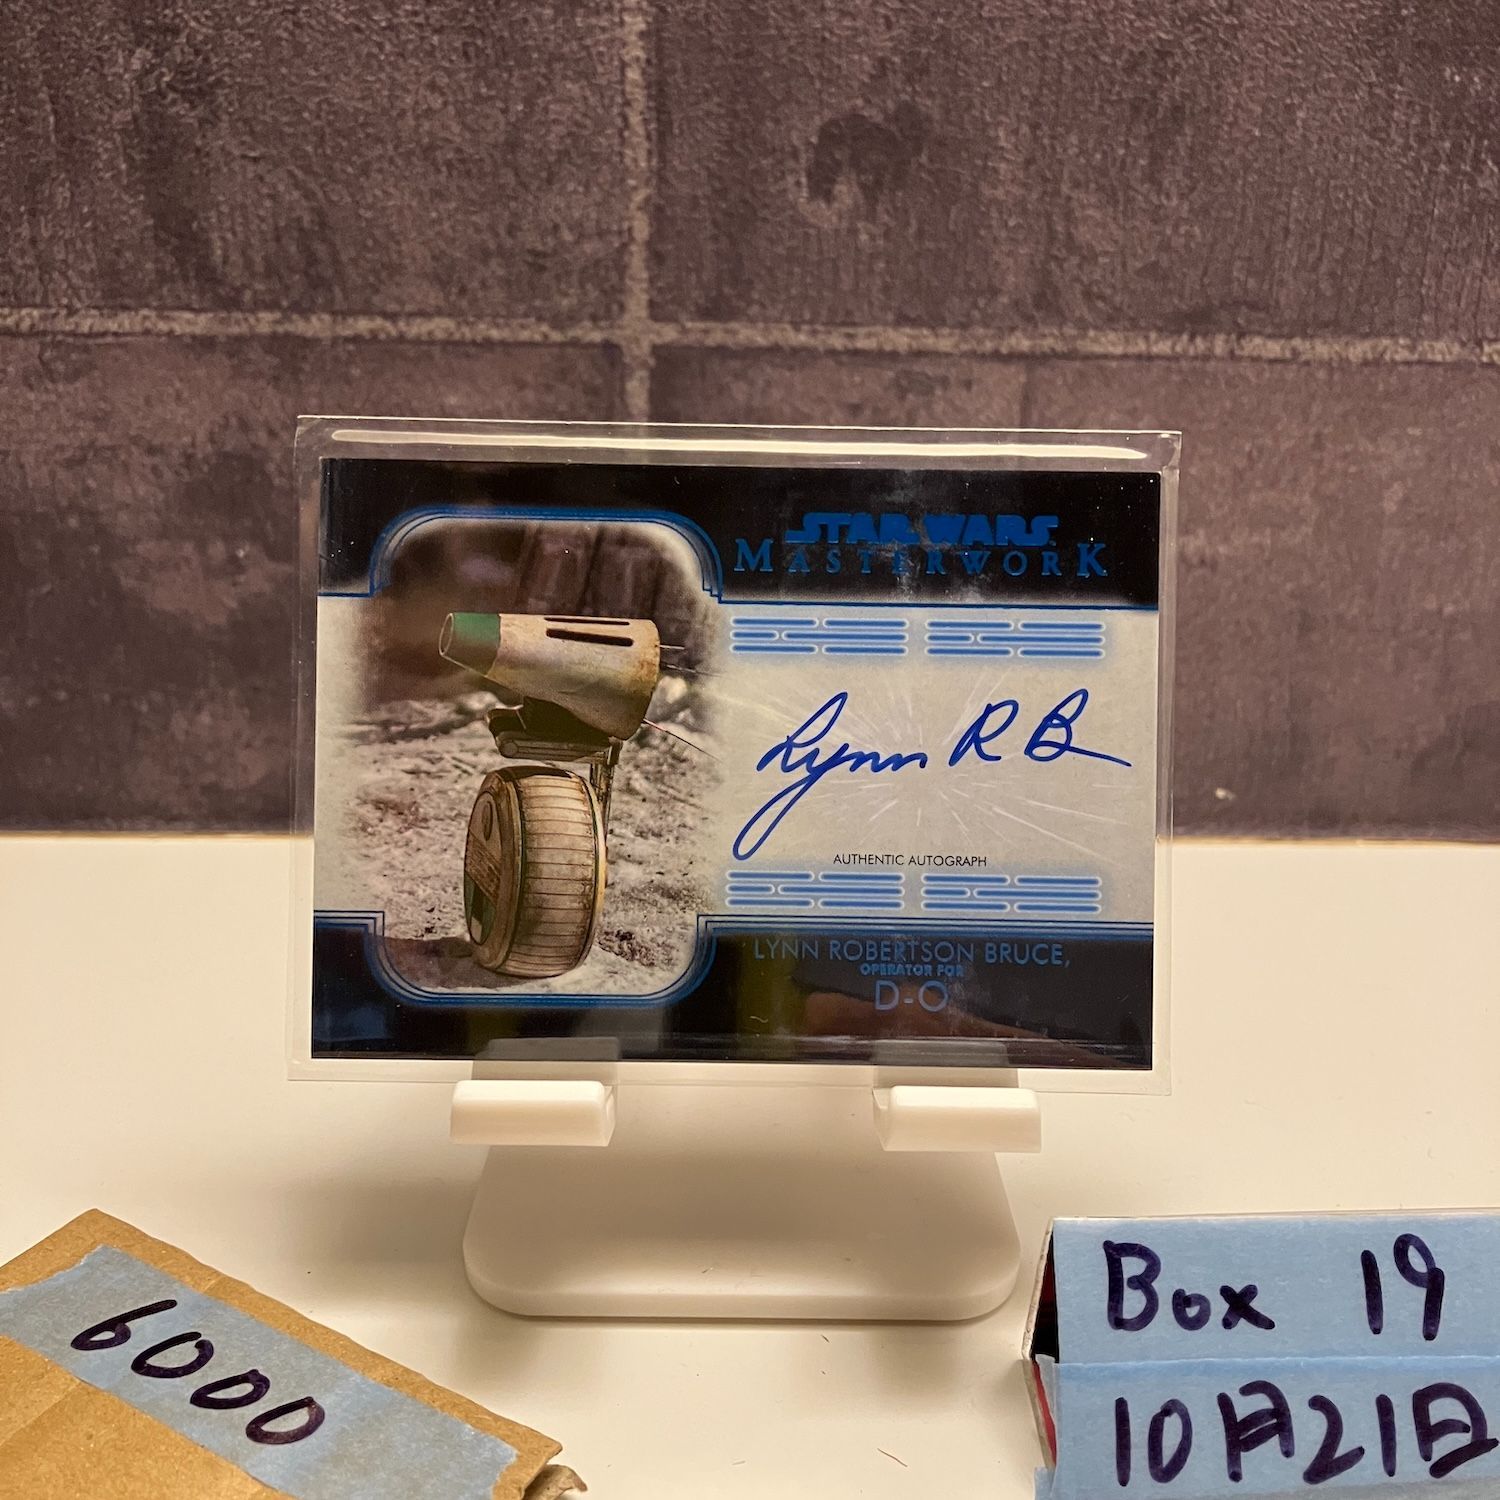 STAR WARS
MASTERWORK
Lynn R B
AUTHENTIC AUTOGRAPH
LYNN ROBERTSON BRUCE,
OPERATOR FOR
D-O
6000
Box 19
10月21日